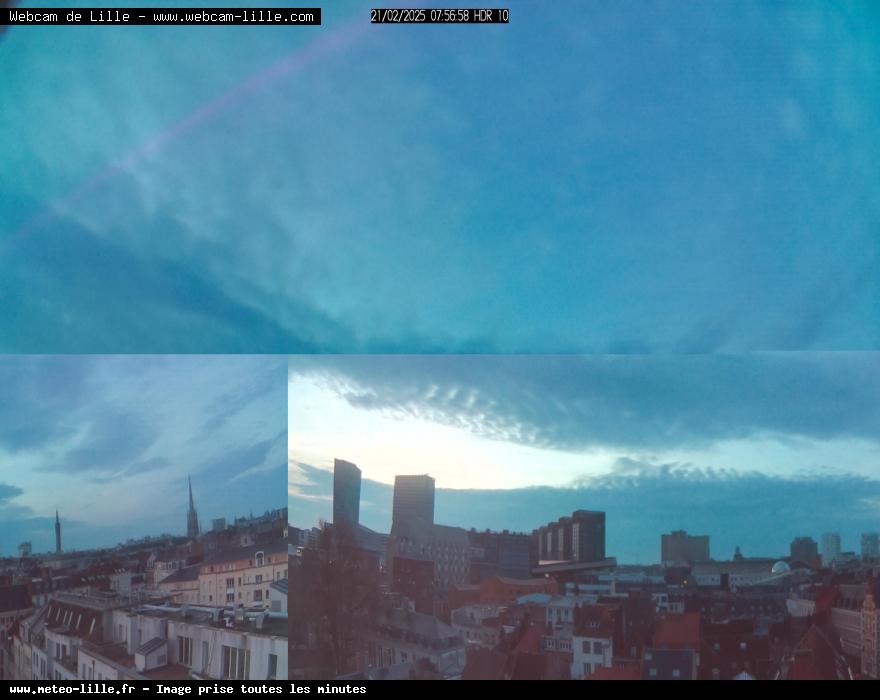 Webcam de Lille - www.webcam-lille.com
21/02/2025 07:56:58 HDR 10
www.meteo-lille.fr - Image prise toutes les minutes